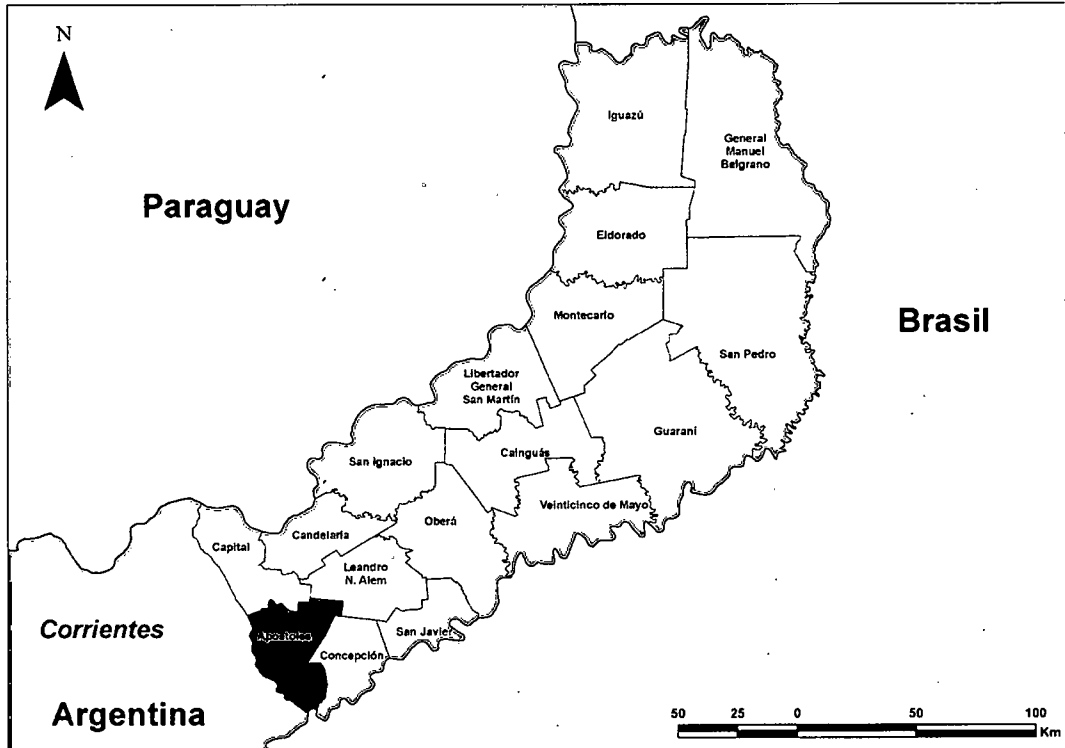 N
Iguazú
General
Manuel
Belgrano
Paraguay
Eldorado
Montecarlo
Brasil
San Pedro
Libertador
General
San Martín
Guaraní
Cainguás
San Ignacio
Veinticinco de Mayo
Oberá
Candelaria
Capital
Leandro
N. Alem
Corrientes
Apostoles
San Javier
Concepción
Argentina
50 25 0 50 100
Km